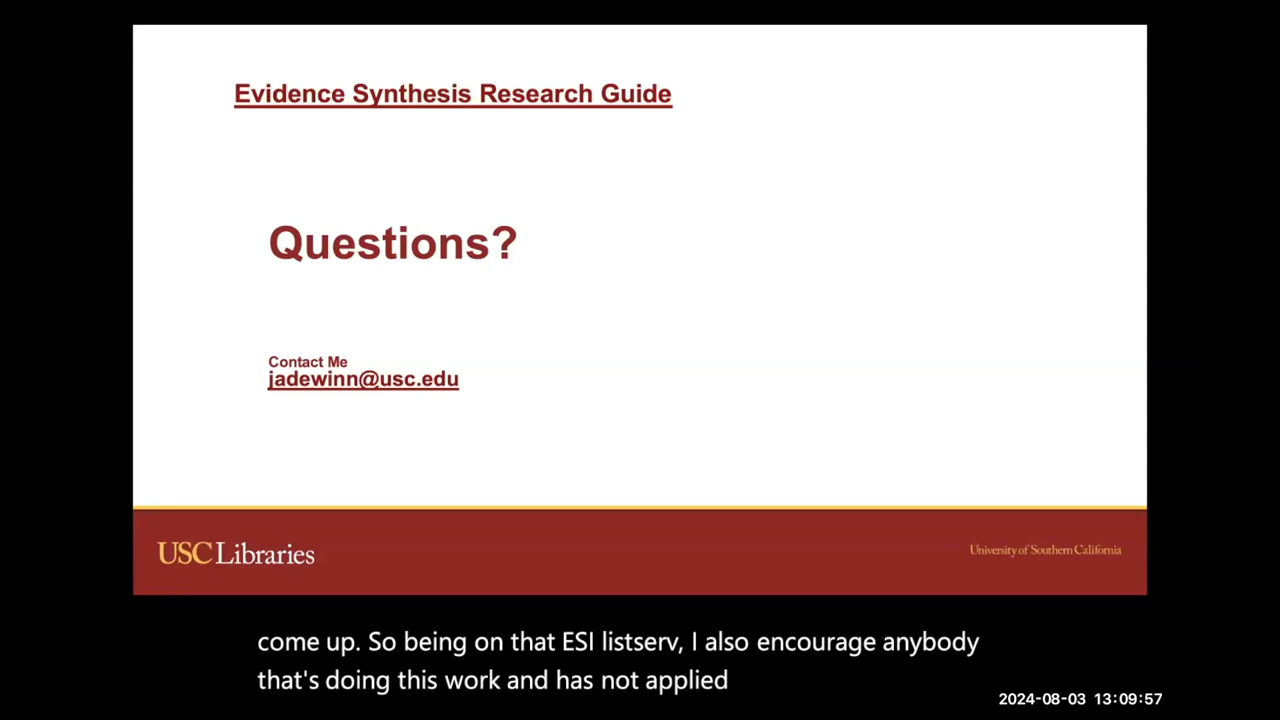 Evidence Synthesis Research Guide
Questions?
Contact Me
jadewinn@usc.edu
USC Libraries
University of Southern California
come up. So being on that ESI listserv, I also encourage anybody
that's doing this work and has not applied
2024-08-03 13:09:57